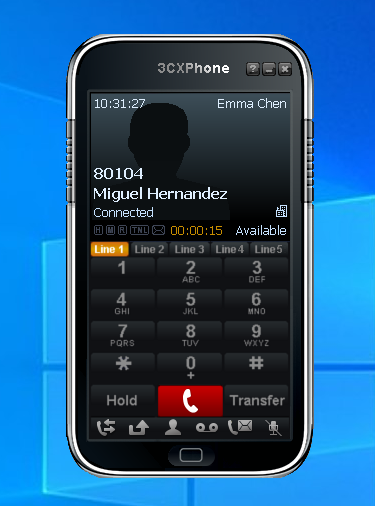 3CXPhone ? 
10:31:27 Emma Chen
80104
Miguel Hernandez
Connected
H M R TNL 00:00:15 Available
Line 1 Line 2 Line 3 Line 4 Line5
1 2 3
ABC DEF
4 5 6
GHI JKL MNO
7 8 9
PQRS TUV WXYZ
* 0 #
+
Hold Transfer